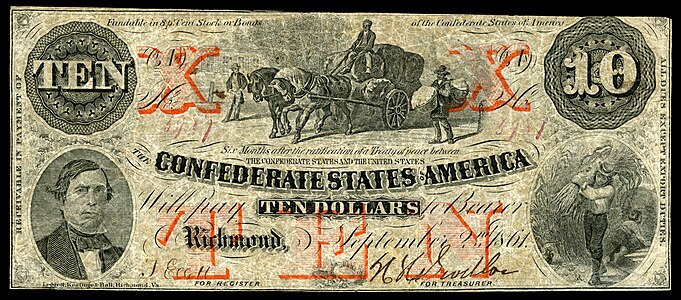 Fundable in 8 p. Cent Stock or Bonds of the Confederate States of America
TEN
X
X
10
No
No
RECEIVABLE IN PAYMENT OF
ALL DUES EXCEPT EXPORT DUTIES
Six Months after the ratification of a Treaty of peace between
THE CONFEDERATE STATES AND THE UNITED STATES
THE
CONFEDERATE STATES OF AMERICA
Will pay TEN DOLLARS to Bearer
TEN
Richmond, September 2nd 1861.
FOR REGISTER.
FOR TREASURER.
Leggett, Keatinge & Ball, Richmond, Va.